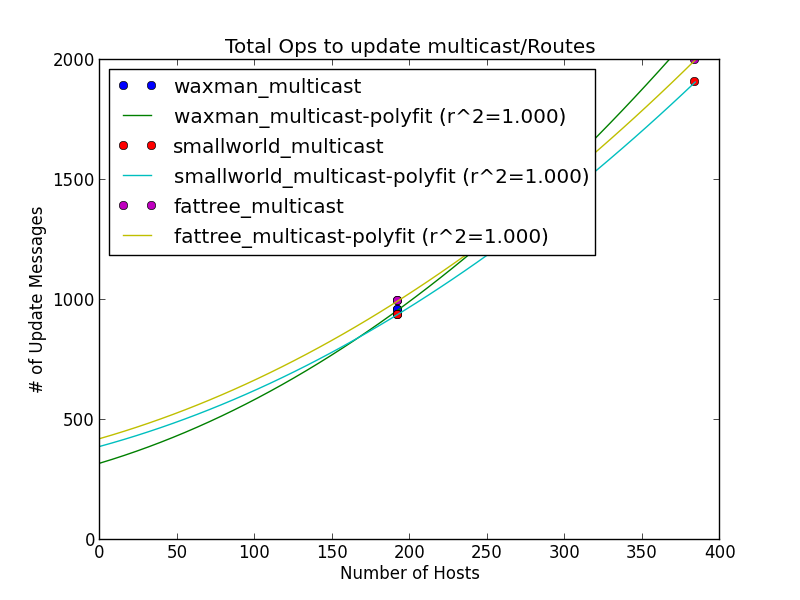 Total Ops to update multicast/Routes
2000
1500
1000
500
0
# of Update Messages
waxman_multicast
waxman_multicast-polyfit (r^2=1.000)
smallworld_multicast
smallworld_multicast-polyfit (r^2=1.000)
fattree_multicast
fattree_multicast-polyfit (r^2=1.000)
0 50 100 150 200 250 300 350 400
Number of Hosts